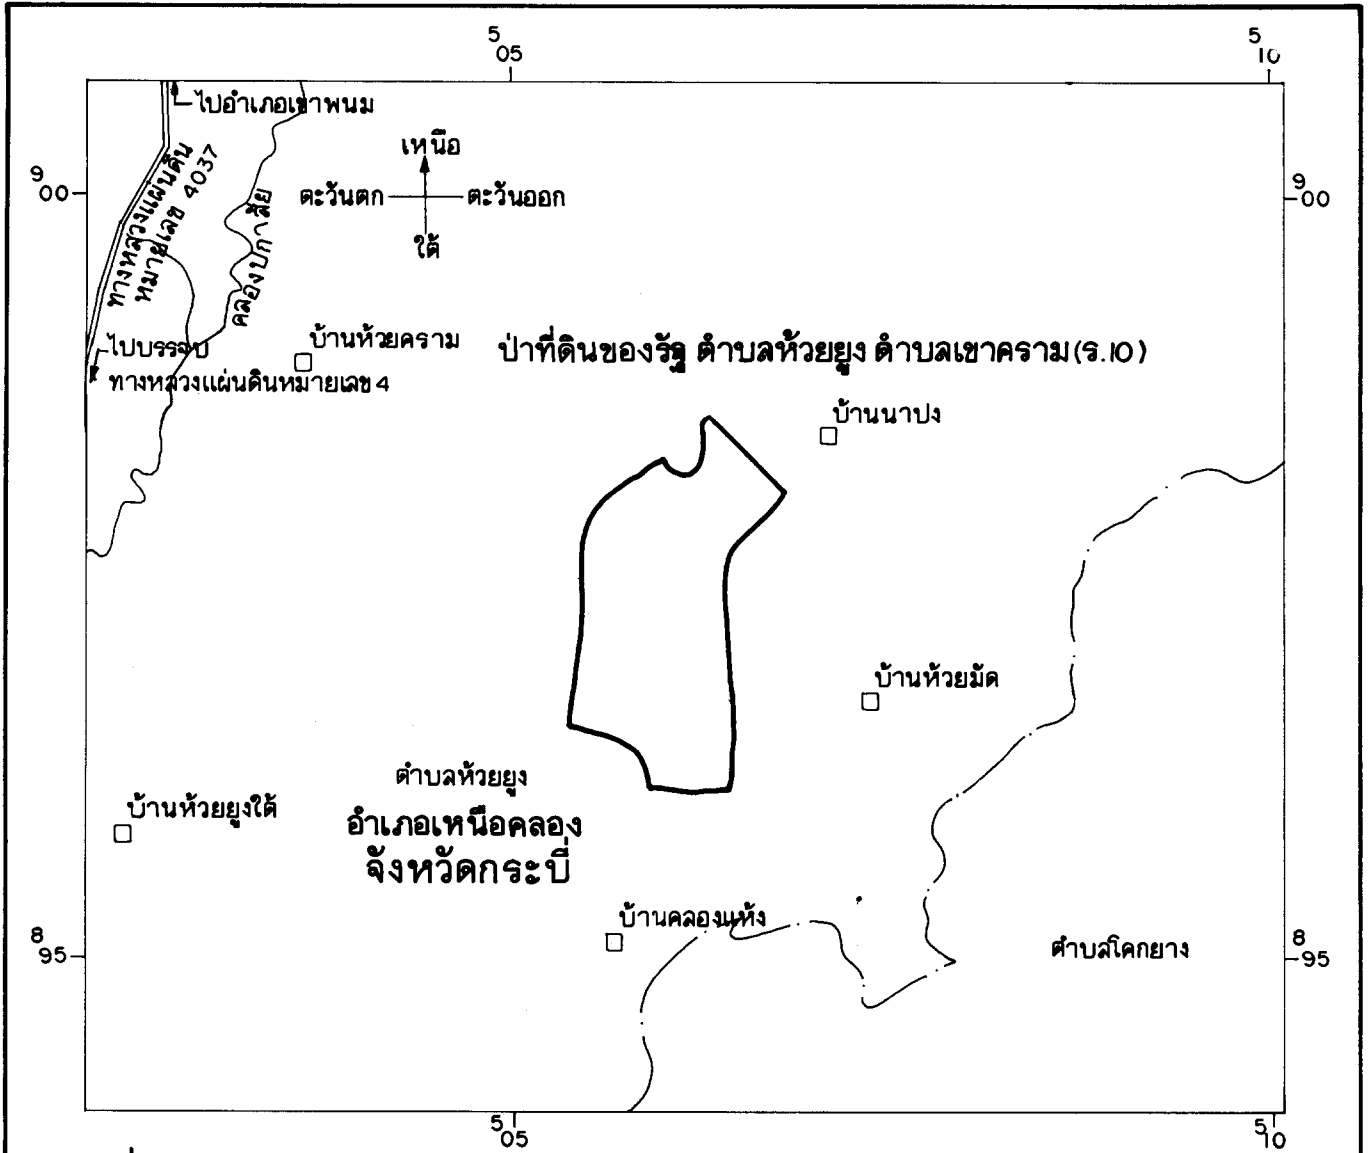 5
05
5
10
ไปอำเภอเขาพนม
เหนือ
ตะวันตก
ตะวันออก
ใต้
9
00
9
00
ทางหลวงแผ่นดิน
หมายเลข 4037
คลองปกาสัย
ไปบรรจบ
ทางหลวงแผ่นดินหมายเลข 4
บ้านห้วยคราม
ป่าที่ดินของรัฐ ตำบลห้วยยูง ตำบลเขาคราม (ร.10)
บ้านนาปง
บ้านห้วยมัด
ตำบลห้วยยูง
อำเภอเหนือคลอง
จังหวัดกระบี่
บ้านห้วยยูงใต้
บ้านคลองแห้ง
ตำบลโคกยาง
8
95
8
95
5
05
5
10